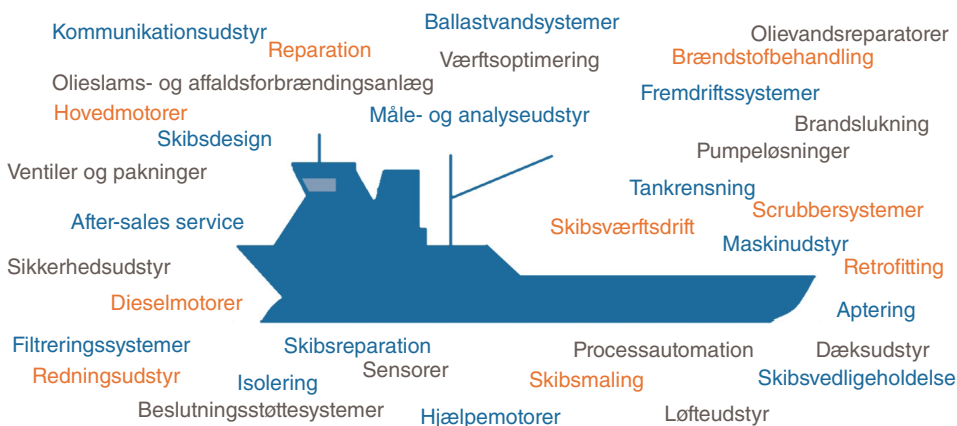 Kommunikationsudstyr
Ballastvandsystemer
Olievandsreparatorer
Reparation
Værftsoptimering
Brændstofbehandling
Olieslams- og affaldsforbrændingsanlæg
Fremdriftssystemer
Hovedmotorer
Måle- og analyseudstyr
Brandslukning
Skibsdesign
Pumpeløsninger
Ventiler og pakninger
Tankrensning
After-sales service
Skibsværftsdrift
Scrubbersystemer
Maskinudstyr
Sikkerhedsudstyr
Retrofitting
Dieselmotorer
Aptering
Filtreringssystemer
Skibsreparation
Processautomation
Dæksudstyr
Redningsudstyr
Isolering
Sensorer
Skibsmaling
Skibsvedligeholdelse
Beslutningsstøttesystemer
Hjælpemotorer
Løfteudstyr